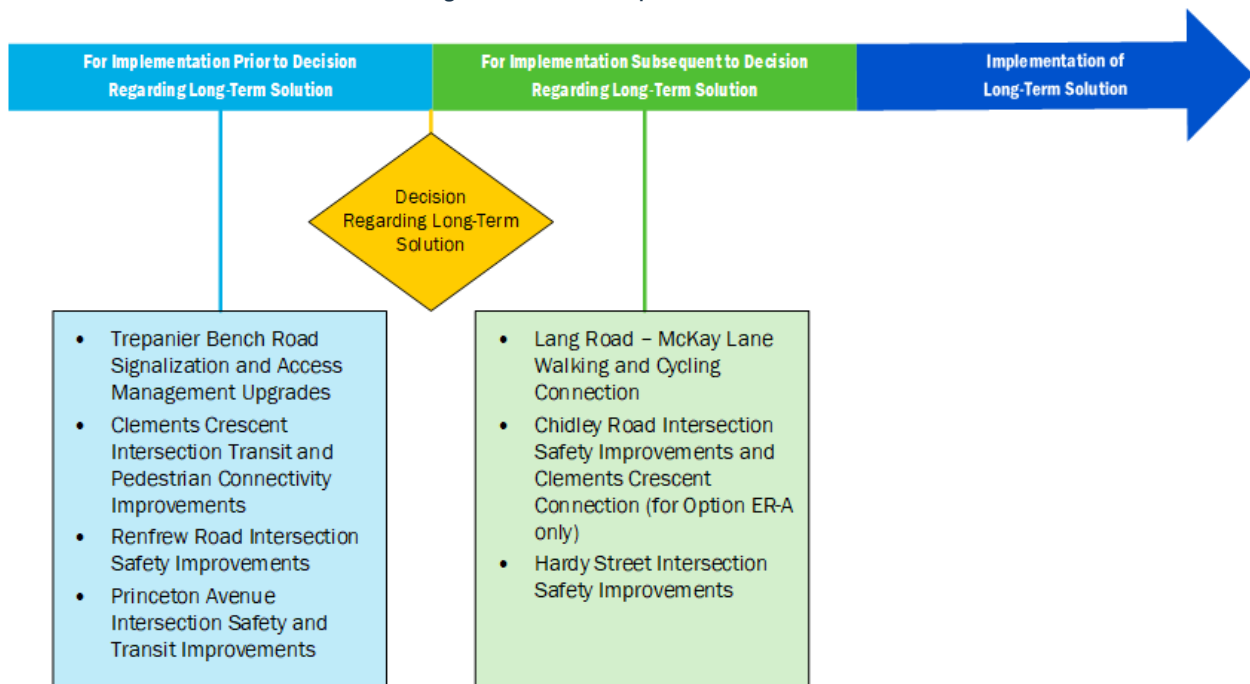 For Implementation Prior to Decision
Regarding Long-Term Solution
For Implementation Subsequent to Decision
Regarding Long-Term Solution
Implementation of
Long-Term Solution
Decision
Regarding Long-Term
Solution
• Trepanier Bench Road
Signalization and Access
Management Upgrades
• Clements Crescent
Intersection Transit and
Pedestrian Connectivity
Improvements
• Renfrew Road Intersection
Safety Improvements
• Princeton Avenue
Intersection Safety and
Transit Improvements
• Lang Road – McKay Lane
Walking and Cycling
Connection
• Chidley Road Intersection
Safety Improvements and
Clements Crescent
Connection (for Option ER-A
only)
• Hardy Street Intersection
Safety Improvements